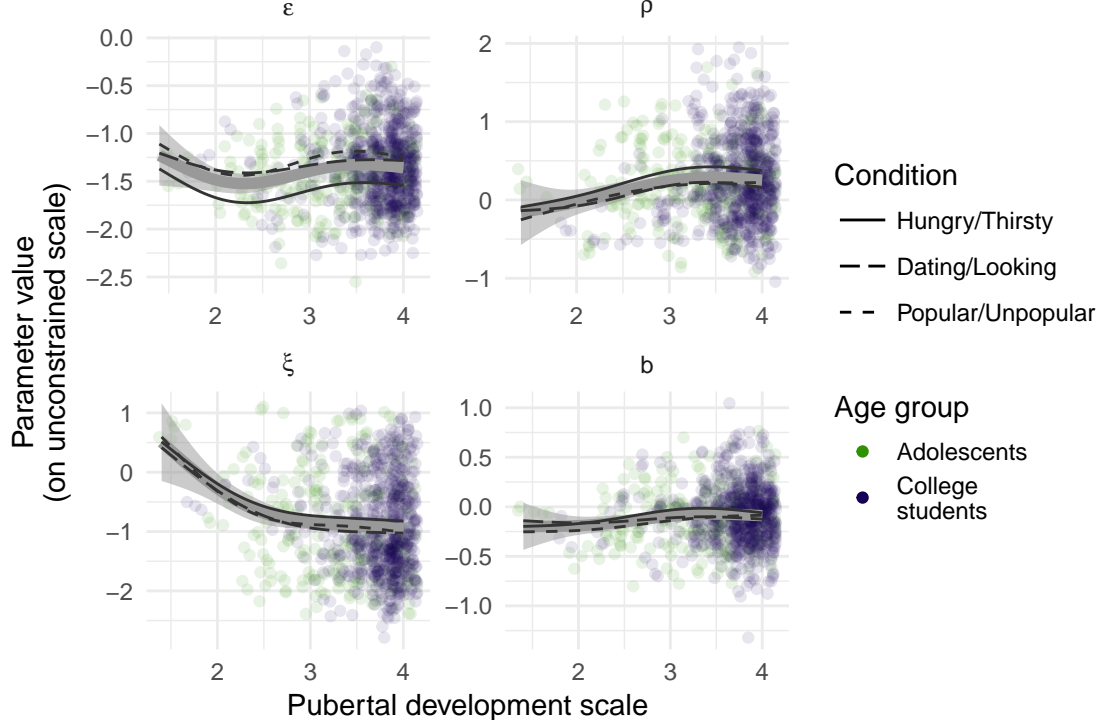 ε
ρ
0.0
−0.5
−1.0
−1.5
−2.0
−2.5
2
3
4
2
1
0
−1
2
3
4
ξ
b
1
0
−1
−2
2
3
4
1.0
0.5
0.0
−0.5
−1.0
2
3
4
Parameter value
(on unconstrained scale)
Pubertal development scale
Condition
Hungry/Thirsty
Dating/Looking
Popular/Unpopular
Age group
Adolescents
College
students